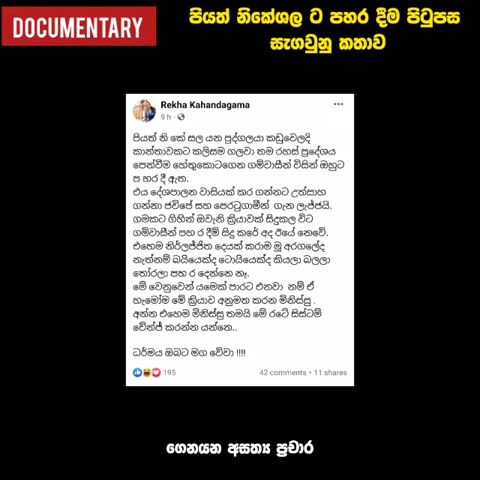 DOCUMENTARY
පියත් නිකේශල ට පහර දීම පිටුපස
සැගවුනු කතාව
Rekha Kahandagama
9 h ·
පියත් නි කේ සල යන පුද්ගලයා කඩුවෙලදි
කාන්තාවකට කලිසම ගලවා තම රහස් ප්‍රදේශය
පෙන්වීම හේතුකොටගෙන ගම්වාසීන් විසින් ඔහුට
ප හර දී ඇත.
එය දේශපාලන වාසියක් කර ගන්නට උත්සාහ
ගන්නා ජවිපේ සහ පෙරටුගාමීන් ගැන ලැජ්ජයි.
ගමකට ගිහින් ඔවැනි ක්‍රියාවක් සිදුකල විට
ගම්වාසීන් පහ ර දීම් සිදු කරේ අද ඊයේ නෙවේ.
එහෙම නිර්ලජ්ජිත දෙයක් කරාම මූ අරගලේද
නැත්නම් බයියෙක්ද ටොයියෙක්ද කියලා බලලා
තෝරලා පහ ර දෙන්නෙ නෑ.
මේ වෙනුවෙන් යමෙක් පාරට එනවා නම් ඒ
හැමෝම මේ ක්‍රියාව අනුමත කරන මිනිස්සු .
අන්න එහෙම මිනිස්සු තමයි මේ රටේ සිස්ටම්
චේන්ජ් කරන්න යන්නෙ..
ධර්මය ඔබට මග වේවා !!!!
195
42 comments • 11 shares
ගෙනයන අසත්‍ය ප්‍රචාර